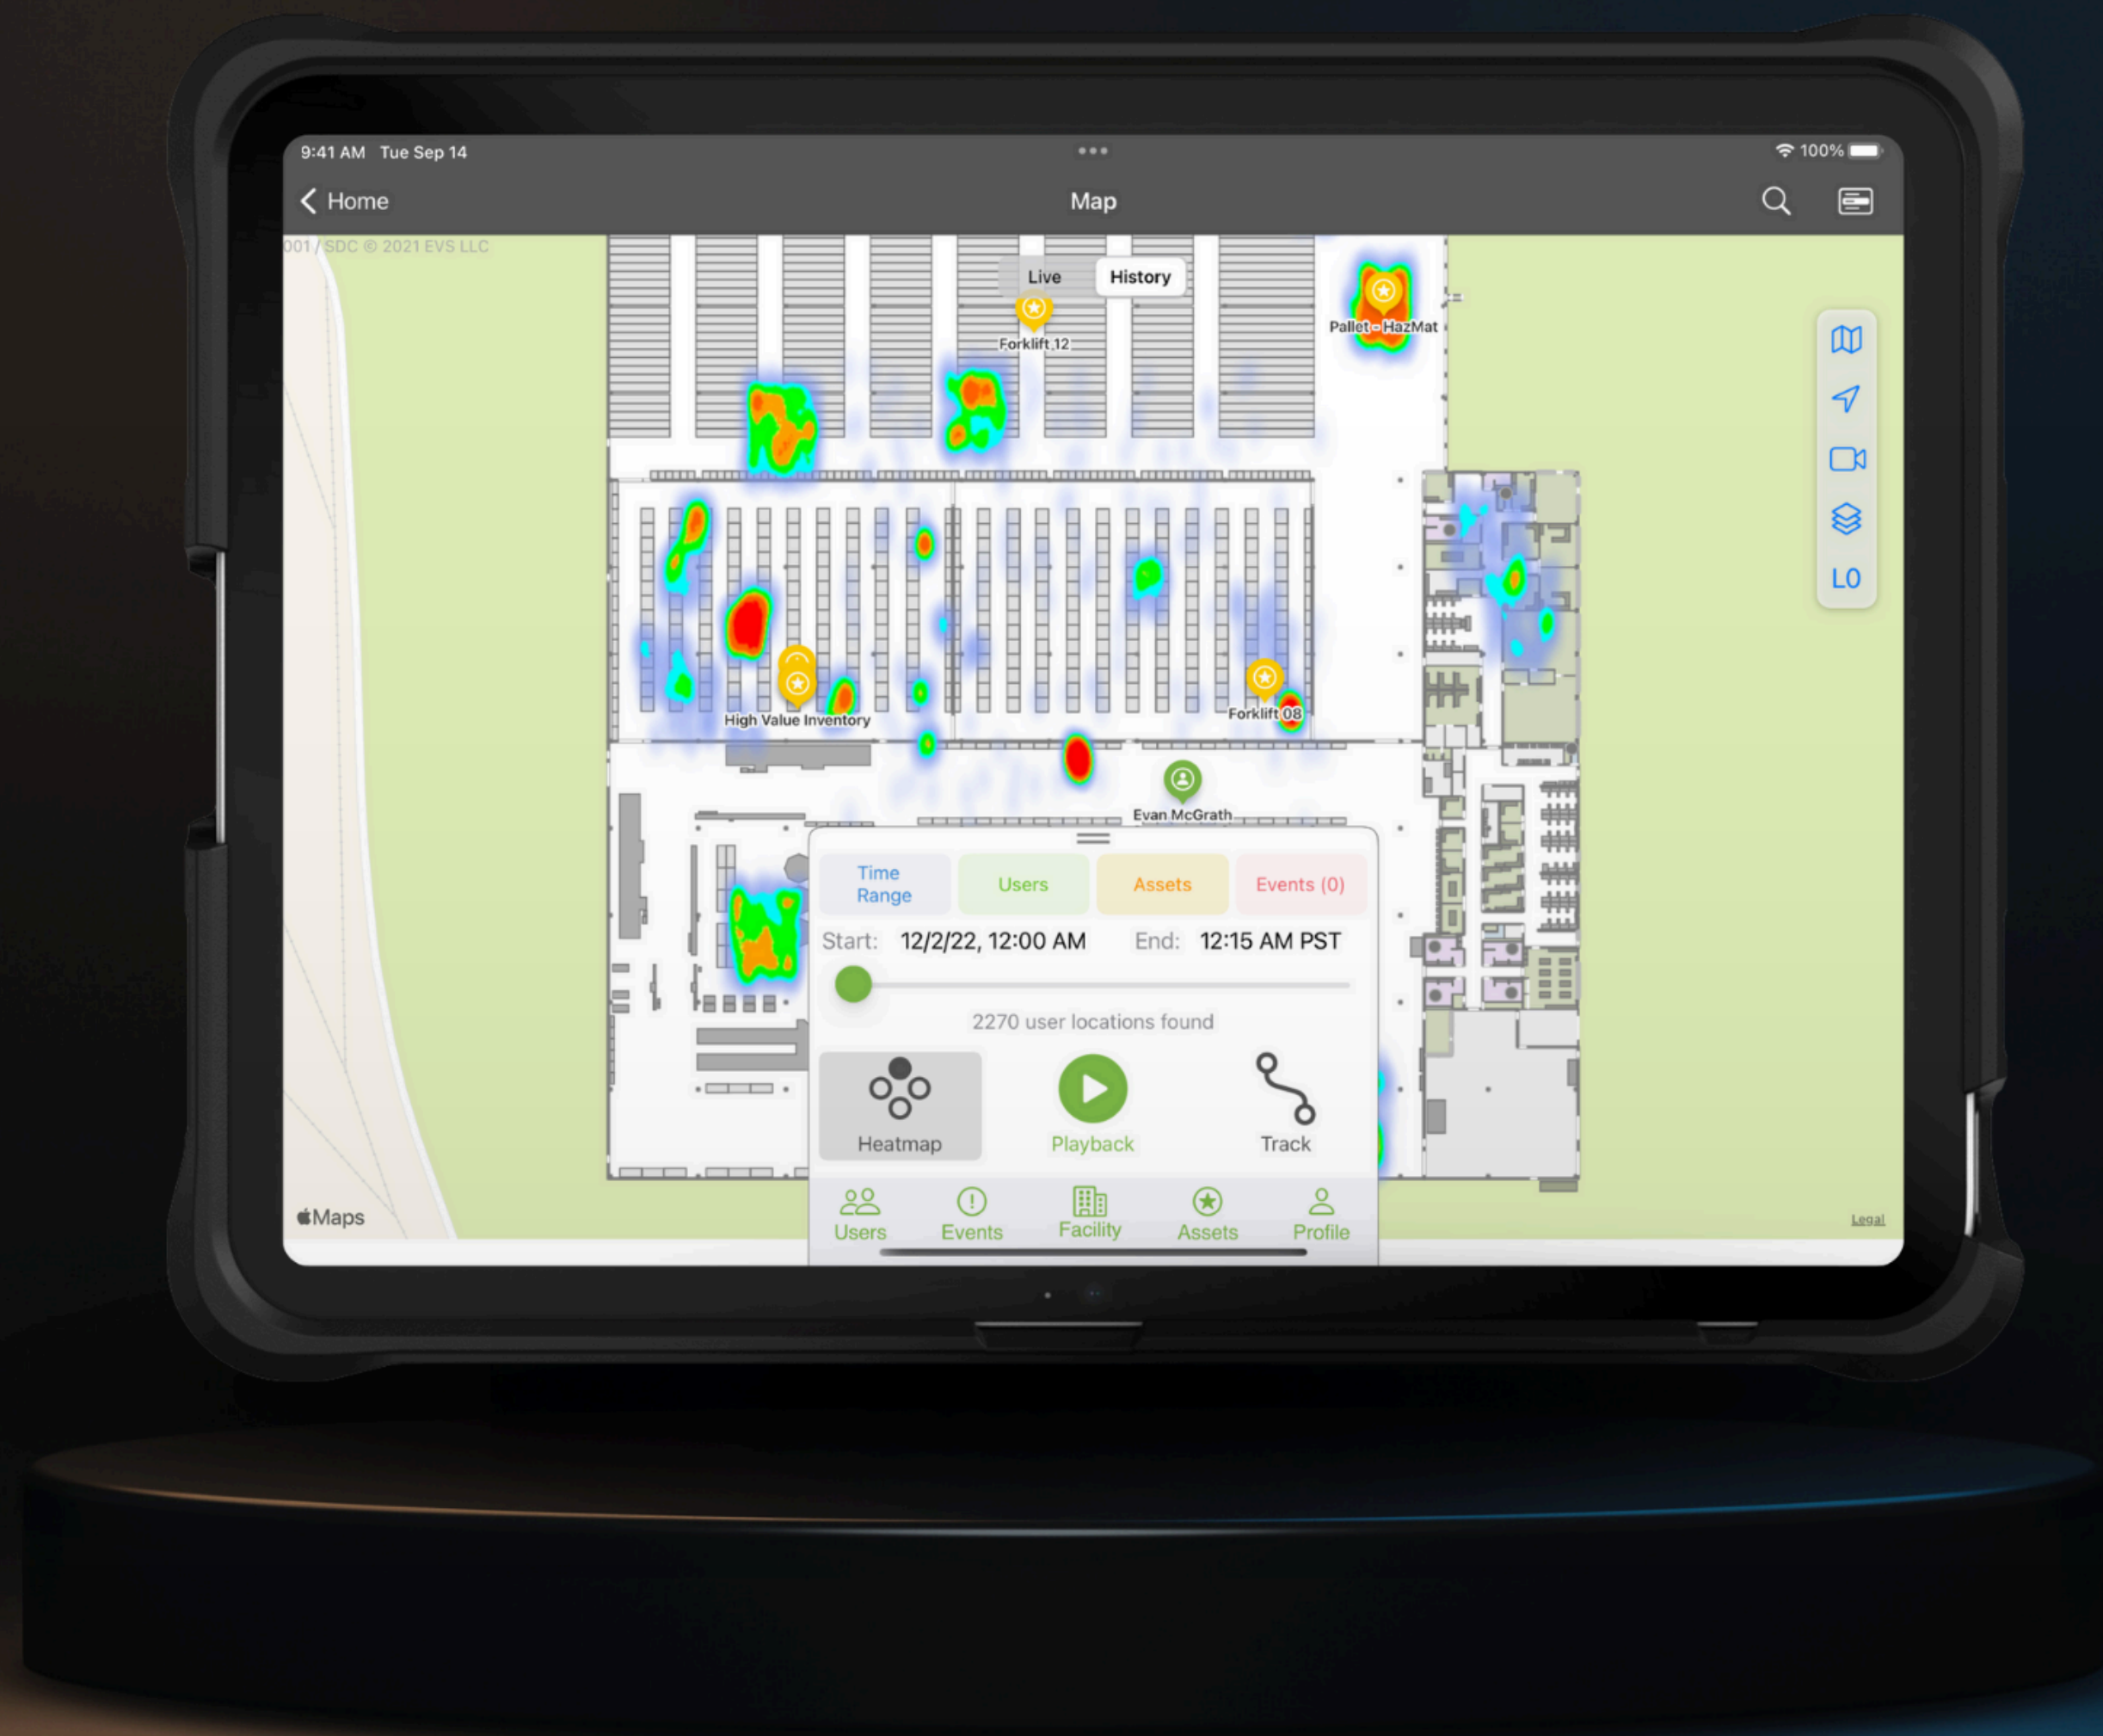 9:41 AM Tue Sep 14
100%
Home
Map
001 / SDC © 2021 EVS LLC
Live
History
Forklift 12
Pallet - HazMat
L0
High Value Inventory
Forklift 08
Evan McGrath
Time
Range
Users
Assets
Events (0)
Start: 12/2/22, 12:00 AM End: 12:15 AM PST
2270 user locations found
Heatmap
Playback
Track
Maps
Legal
Users
Events
Facility
Assets
Profile